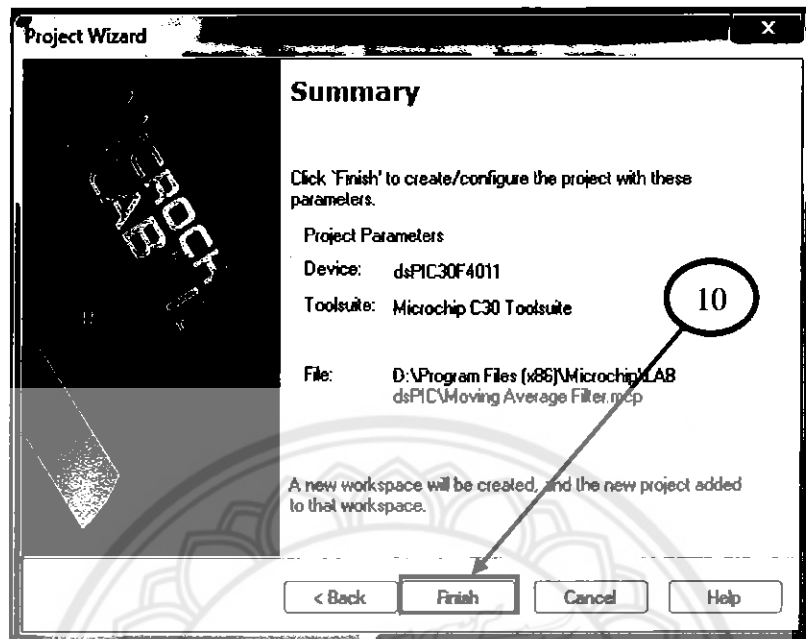 Project Wizard
x
Summary
Click 'Finish' to create/configure the project with these
parameters.
Project Parameters
Device: dsPIC30F4011
Toolsuite: Microchip C30 Toolsuite
10
File: D:\Program Files (x86)\Microchip\LAB
dsPIC\Moving Average Filter.mcp
A new workspace will be created, and the new project added
to that workspace.
< Back Finish Cancel Help